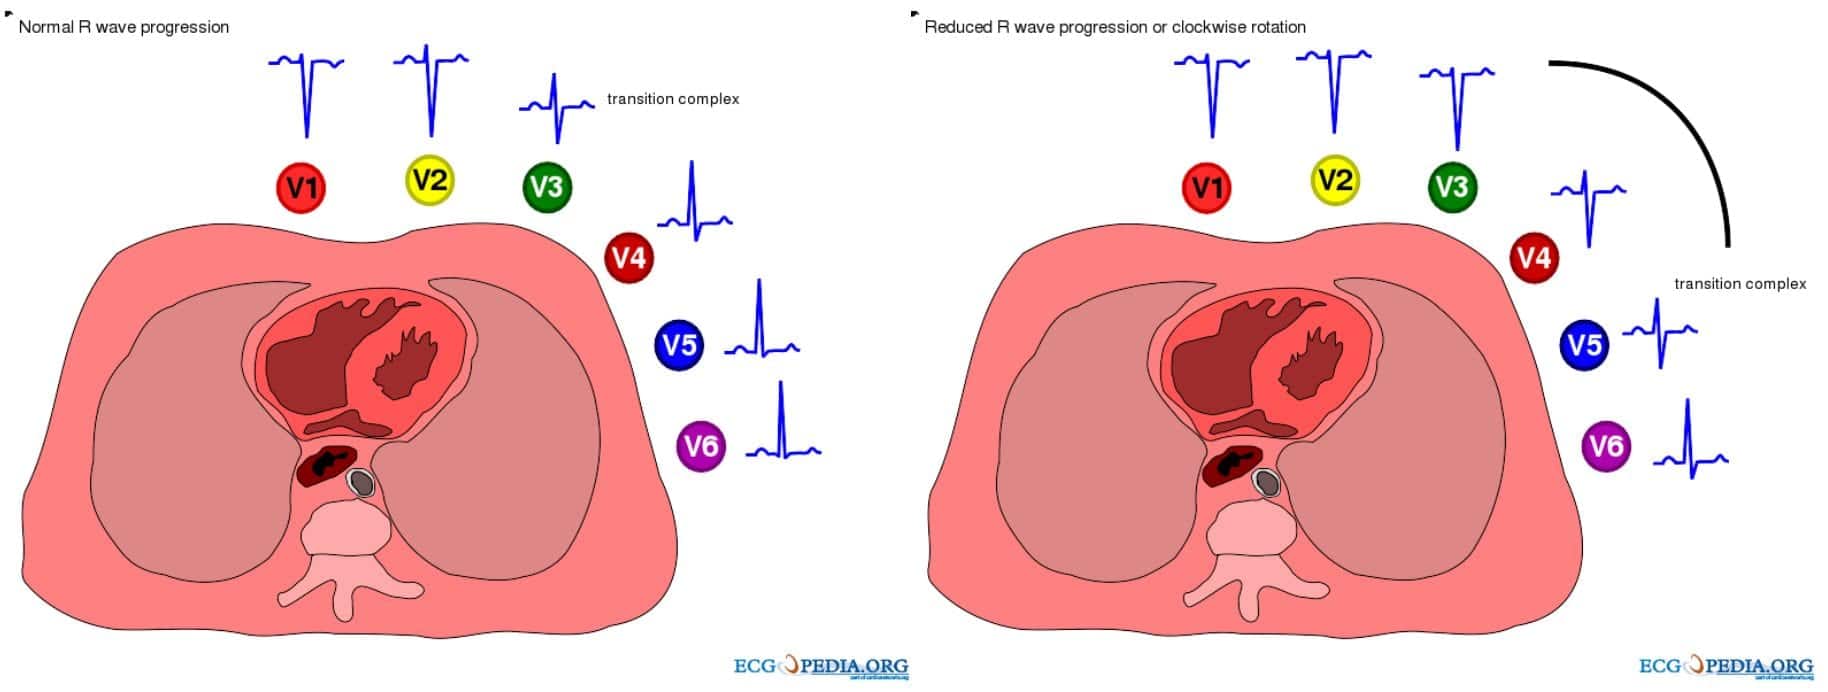 Normal R wave progression
transition complex
V1
V2
V3
V4
V5
V6
ECGPEDIA.ORG
Reduced R wave progression or clockwise rotation
V1
V2
V3
V4
transition complex
V5
V6
ECGPEDIA.ORG